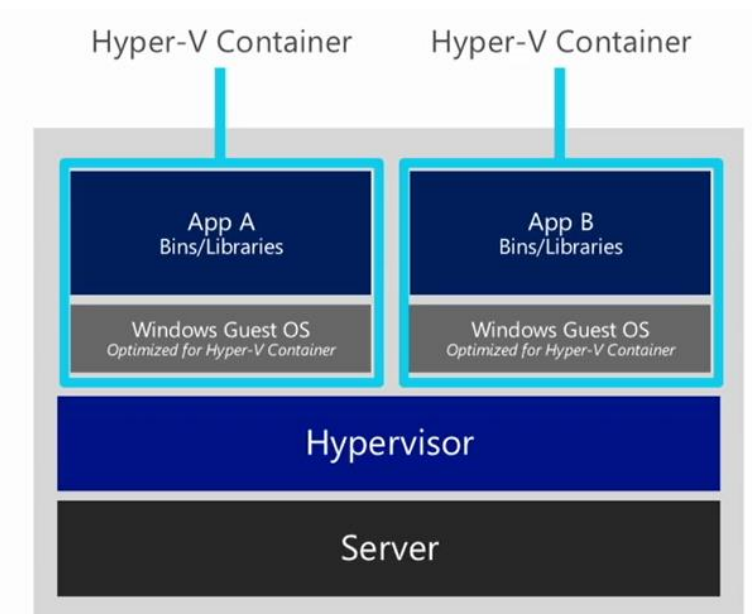 Hyper-V Container
Hyper-V Container
App A
Bins/Libraries
Windows Guest OS
Optimized for Hyper-V Container
App B
Bins/Libraries
Windows Guest OS
Optimized for Hyper-V Container
Hypervisor
Server